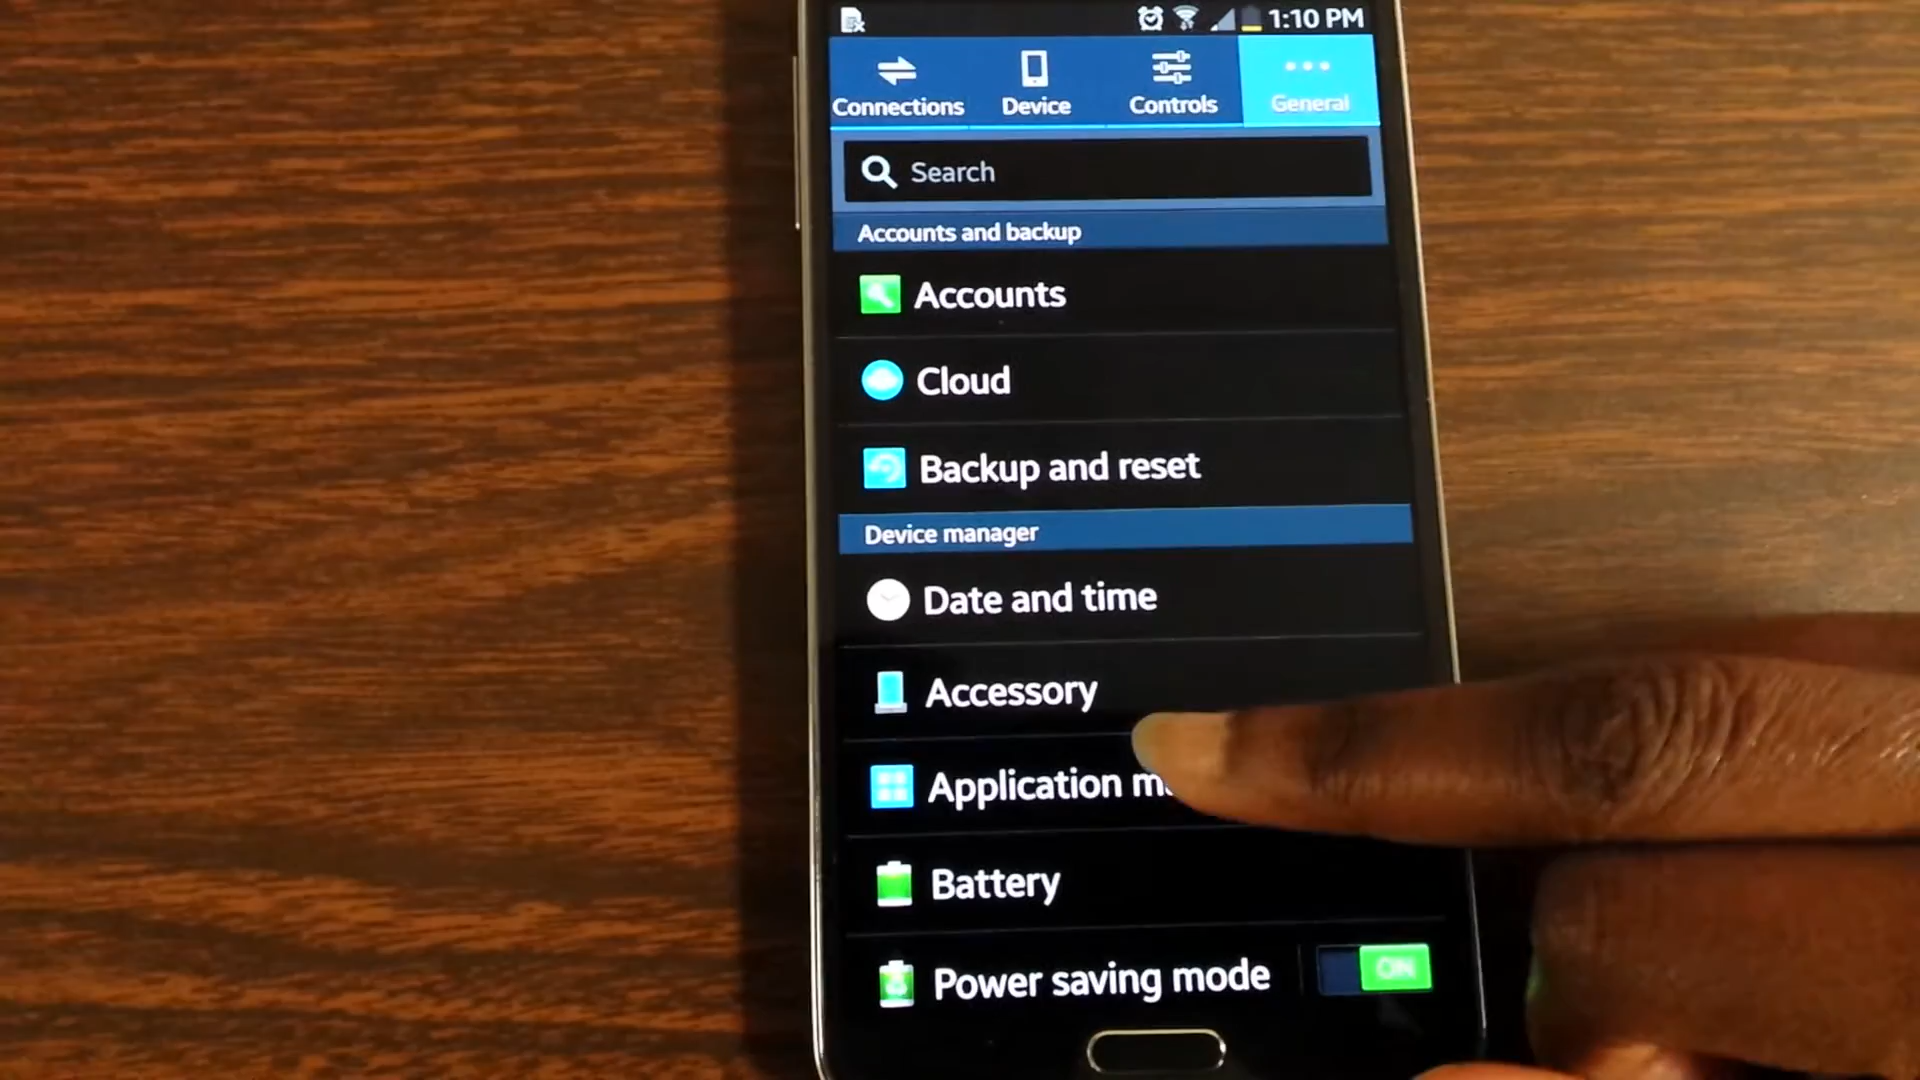 1:10 PM
Connections Device Controls General
Search
Accounts and backup
Accounts
Cloud
Backup and reset
Device manager
Date and time
Accessory
Application
Battery
Power saving mode ON